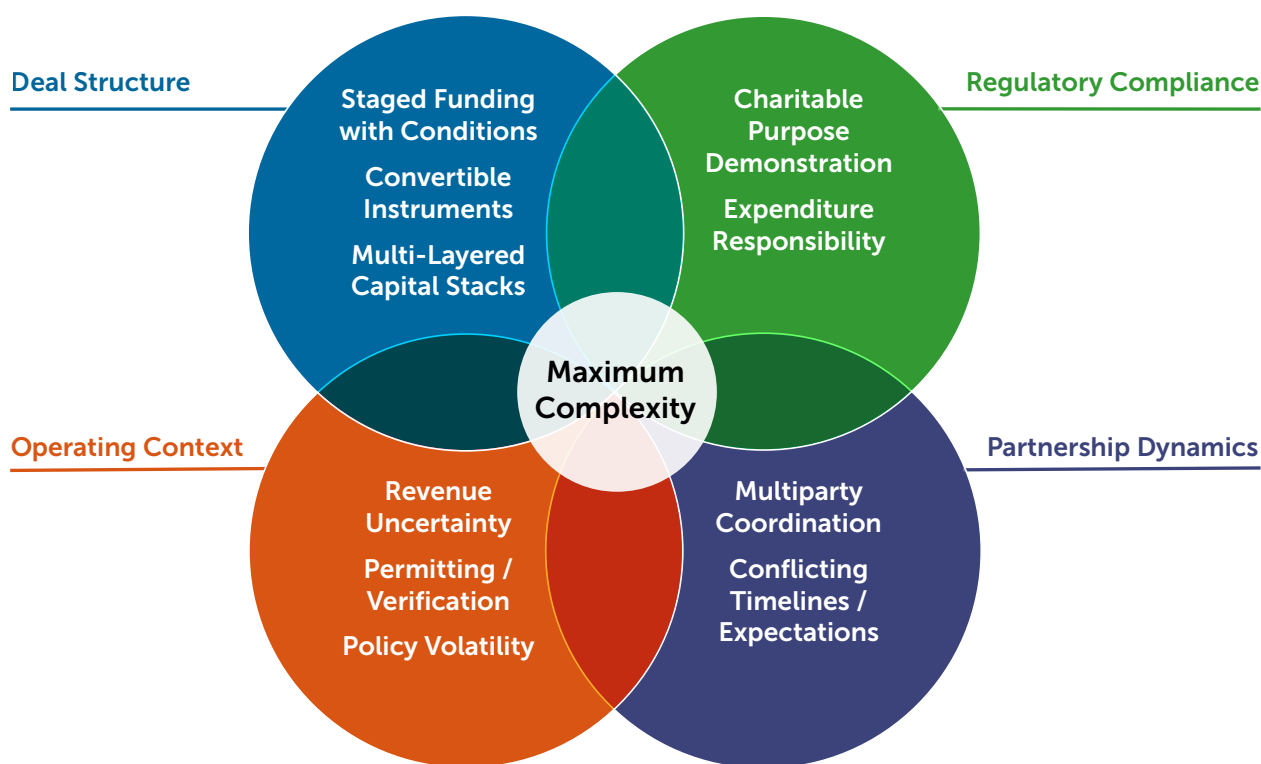 Deal Structure
Staged Funding
with Conditions
Convertible
Instruments
Multi-Layered
Capital Stacks
Regulatory Compliance
Charitable
Purpose
Demonstration
Expenditure
Responsibility
Maximum
Complexity
Operating Context
Revenue
Uncertainty
Permitting /
Verification
Policy Volatility
Partnership Dynamics
Multiparty
Coordination
Conflicting
Timelines /
Expectations